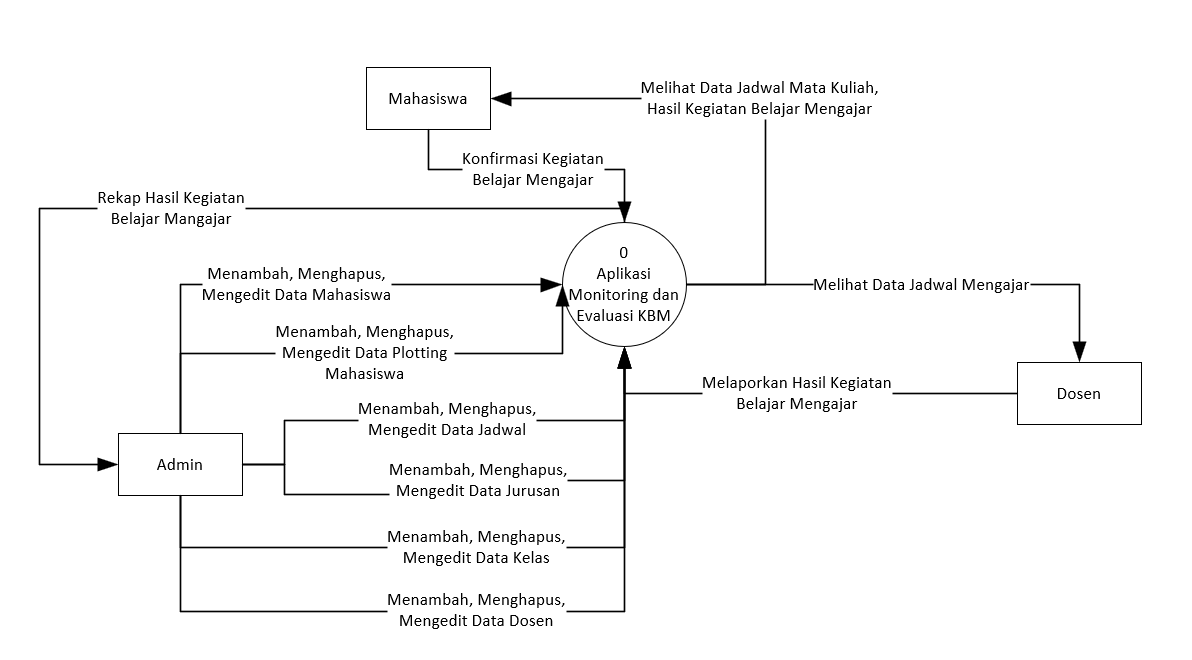 Mahasiswa
Melihat Data Jadwal Mata Kuliah,
Hasil Kegiatan Belajar Mengajar
Konfirmasi Kegiatan
Belajar Mengajar
Rekap Hasil Kegiatan
Belajar Mangajar
0
Aplikasi
Monitoring dan
Evaluasi KBM
Menambah, Menghapus,
Mengedit Data Mahasiswa
Melihat Data Jadwal Mengajar
Menambah, Menghapus,
Mengedit Data Plotting
Mahasiswa
Melaporkan Hasil Kegiatan
Belajar Mengajar
Dosen
Menambah, Menghapus,
Mengedit Data Jadwal
Admin
Menambah, Menghapus,
Mengedit Data Jurusan
Menambah, Menghapus,
Mengedit Data Kelas
Menambah, Menghapus,
Mengedit Data Dosen